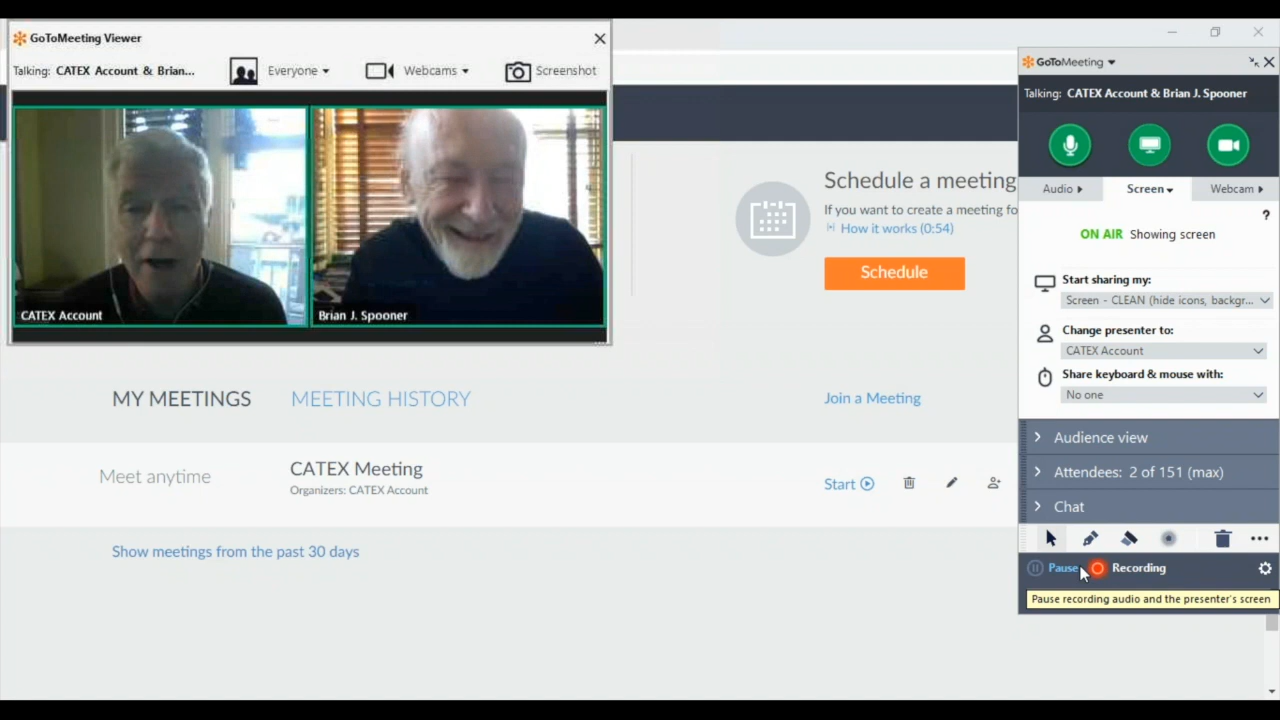 GoToMeeting Viewer
Talking: CATEX Account & Brian...
Everyone
Webcams
Screenshot
CATEX Account
Brian J. Spooner
Schedule a meeting
If you want to create a meeting fo
How it works (0:54)
Schedule
MY MEETINGS
MEETING HISTORY
Join a Meeting
Meet anytime
CATEX Meeting
Organizers: CATEX Account
Start
Show meetings from the past 30 days
GoToMeeting
Talking: CATEX Account & Brian J. Spooner
Audio
Screen
Webcam
?
ON AIR Showing screen
Start sharing my:
Screen - CLEAN (hide icons, backgr...
Change presenter to:
CATEX Account
Share keyboard & mouse with:
No one
Audience view
Attendees: 2 of 151 (max)
Chat
Pause
Recording
Pause recording audio and the presenter's screen